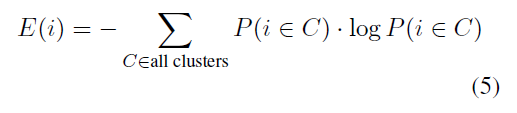 E(i) = − ∑ P(i ∈ C) · log P(i ∈ C)
C∈all clusters
(5)